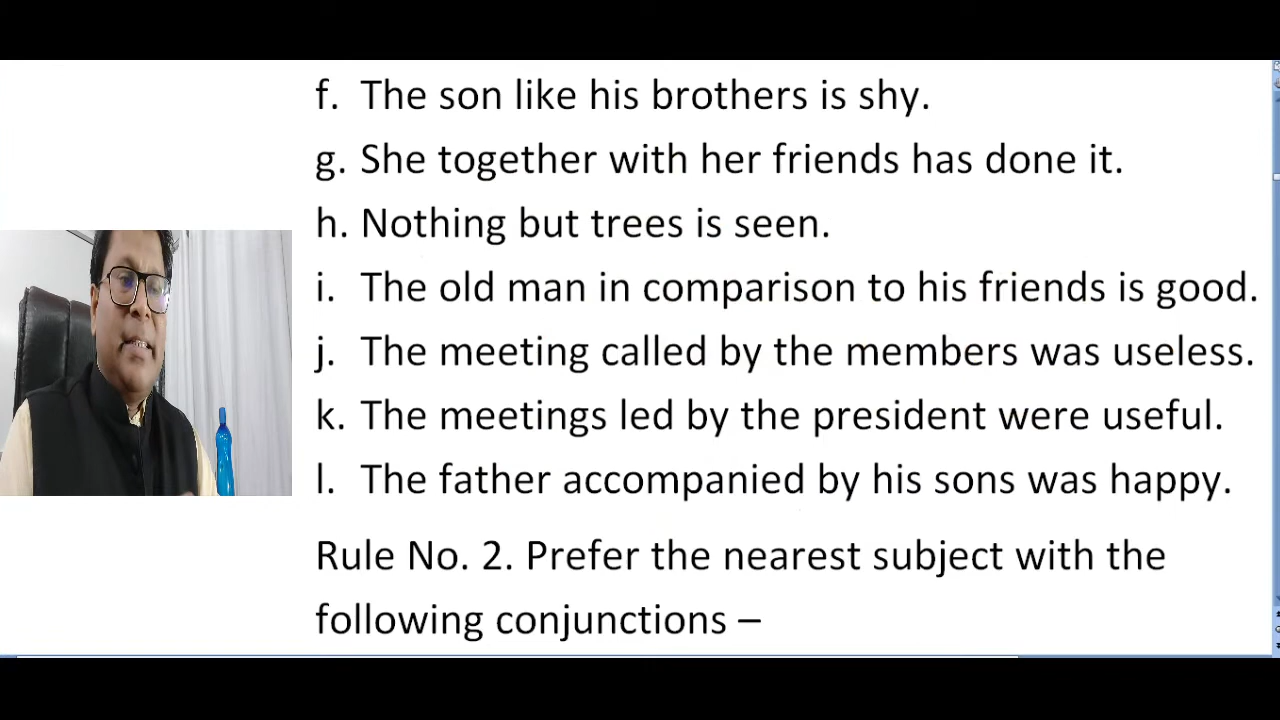 f. The son like his brothers is shy.
g. She together with her friends has done it.
h. Nothing but trees is seen.
i. The old man in comparison to his friends is good.
j. The meeting called by the members was useless.
k. The meetings led by the president were useful.
l. The father accompanied by his sons was happy.
Rule No. 2. Prefer the nearest subject with the
following conjunctions –